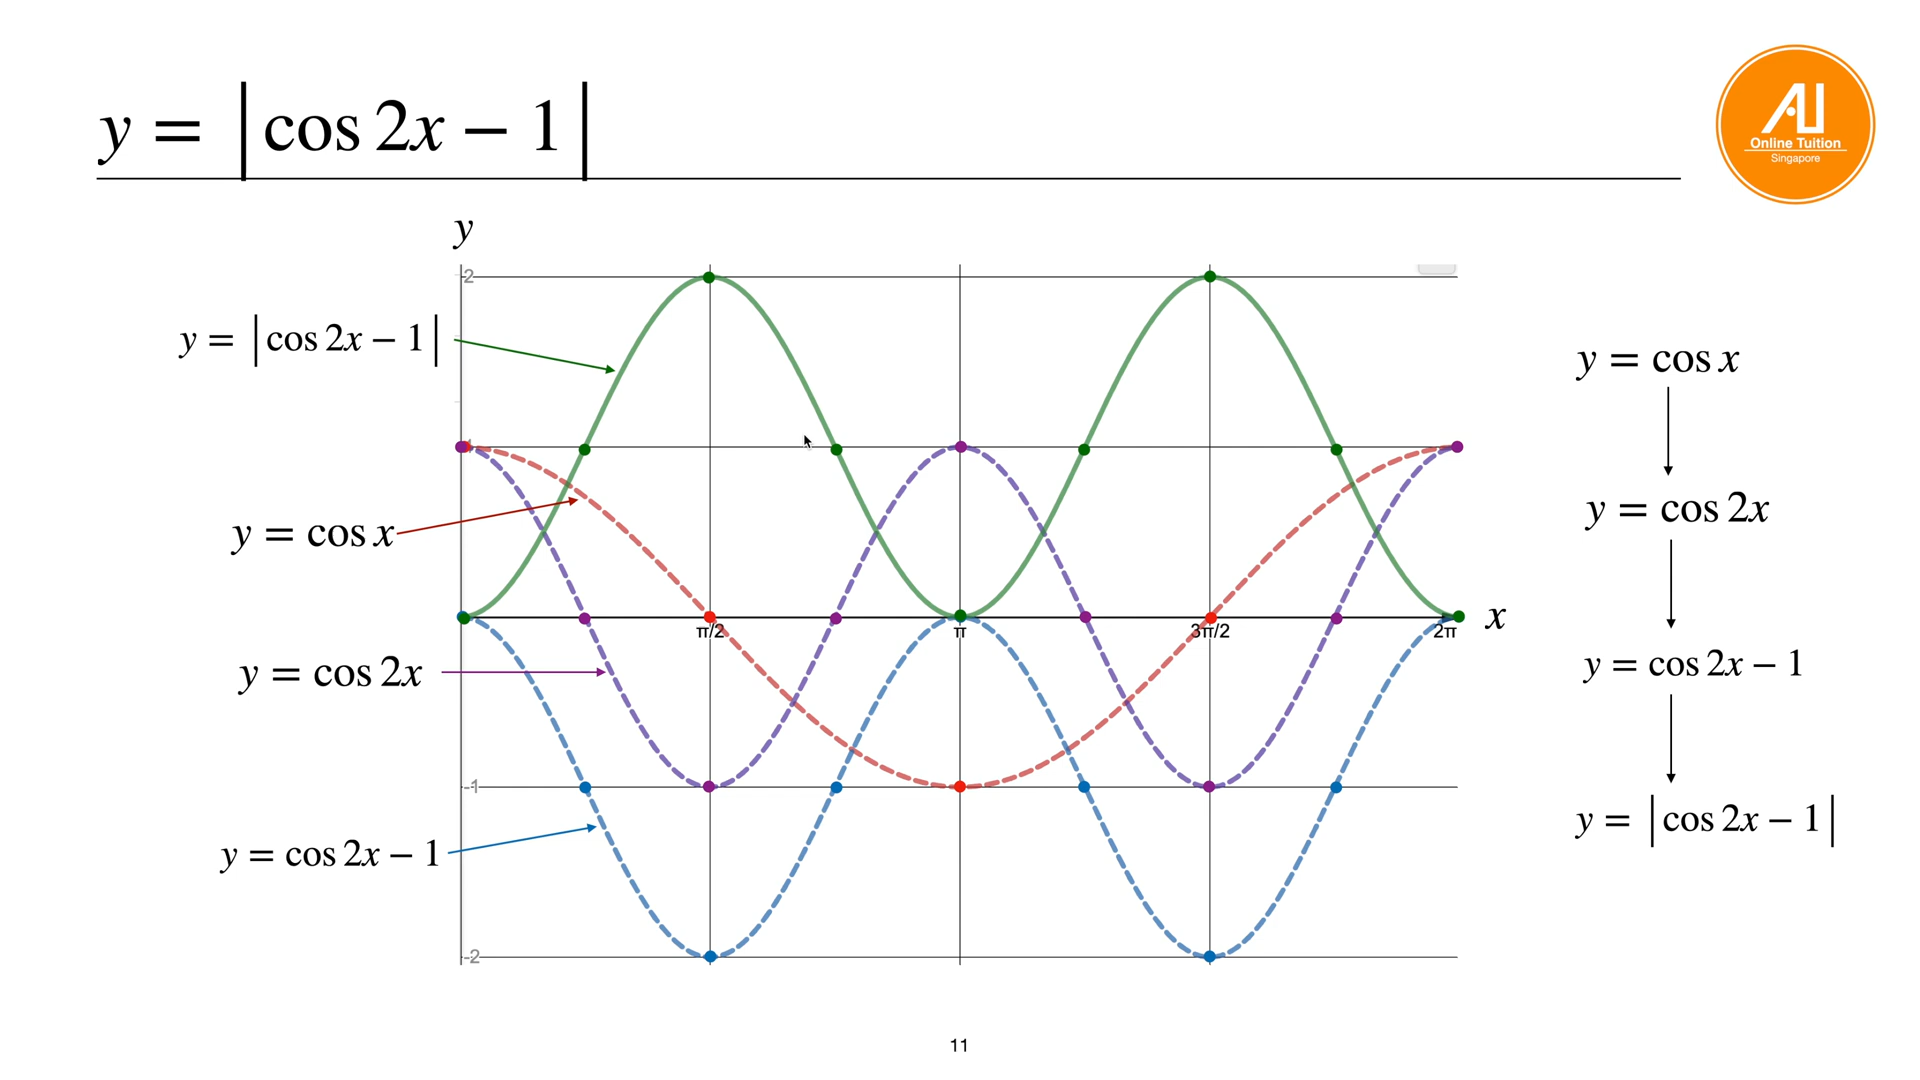 y = |cos 2x − 1|
AU
Online Tuition
Singapore
y
2
y = |cos 2x − 1|
y = cos x
y = cos 2x
y = cos 2x − 1
-1
-2
π/2
π
3π/2
2π
x
y = cos x
y = cos 2x
y = cos 2x − 1
y = |cos 2x − 1|
11